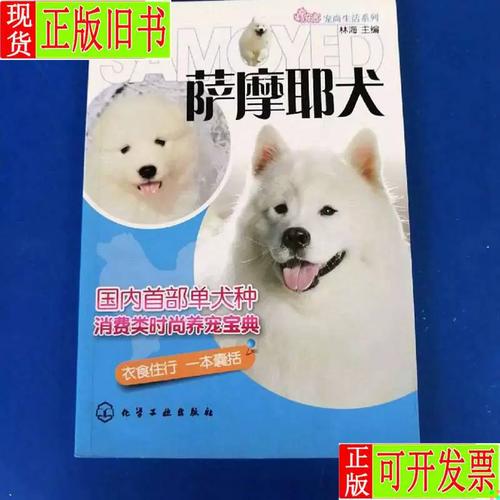 现货
正版旧书
宠尚生活系列
林海 主编
SAMOYED
萨摩耶犬
国内首部单犬种
消费类时尚养宠宝典
衣食住行 一本囊括
化学工业出版社
正版
现货
可开发票